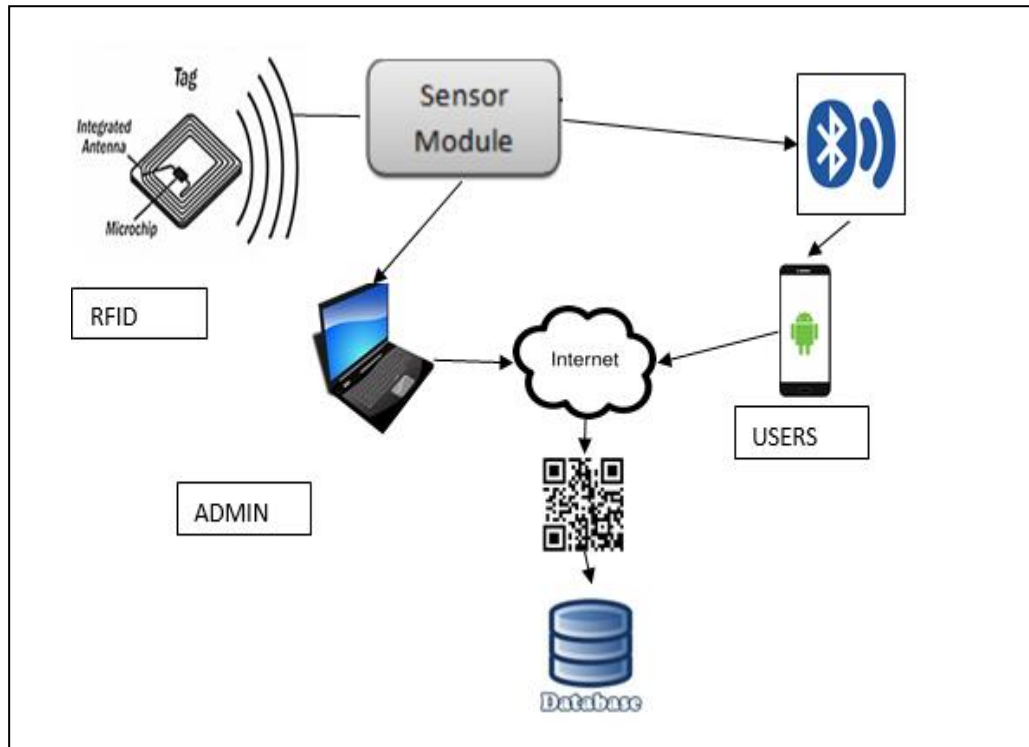 Tag
Sensor
Module
Integrated
Antenna
Microchip
RFID
Internet
USERS
ADMIN
Database